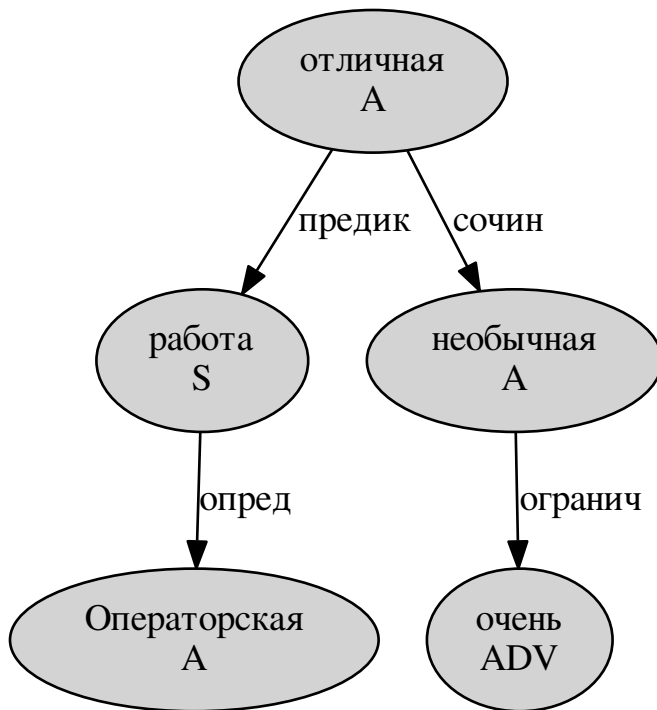 отличная
A
предик
сочин
работа
S
необычная
A
опред
огранич
Операторская
A
очень
ADV